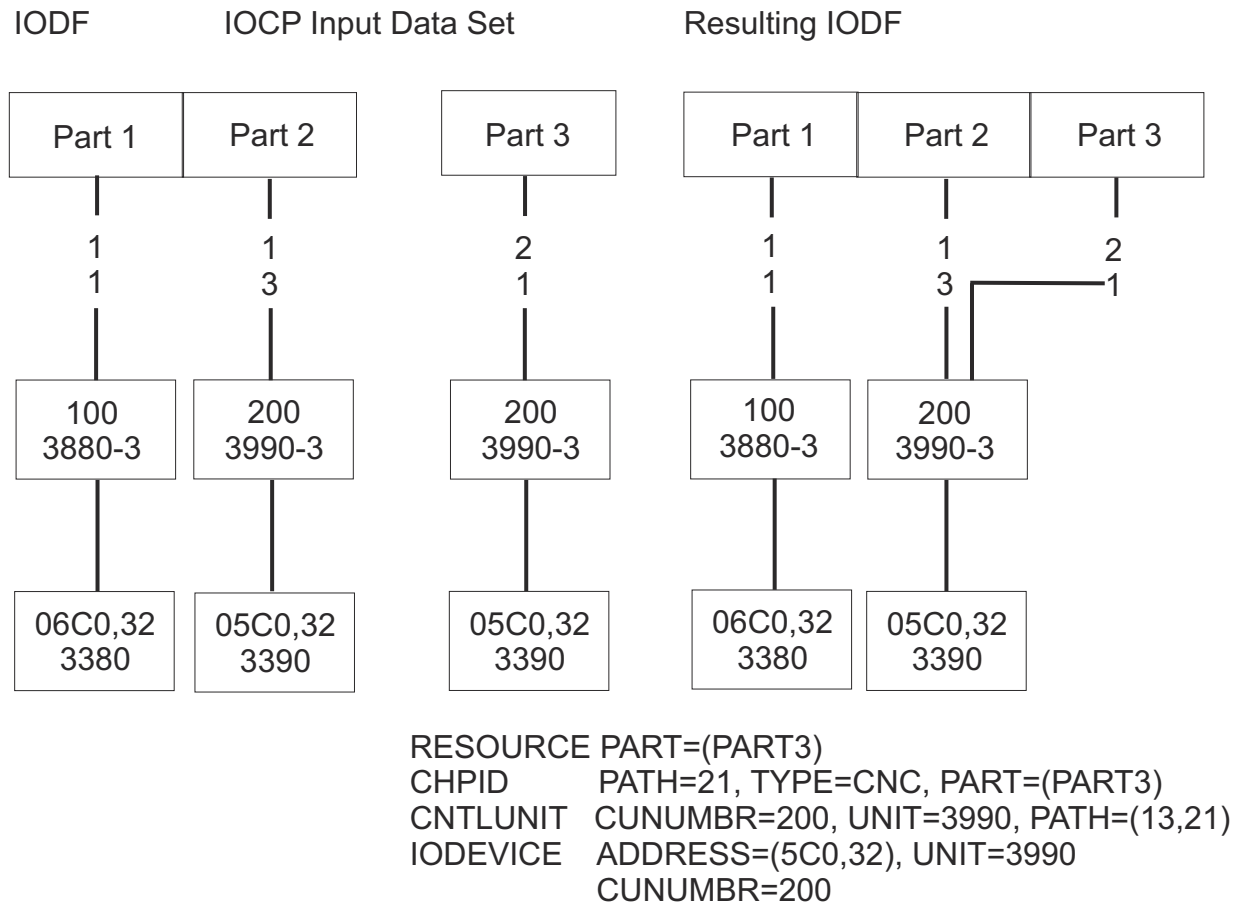 IODF IOCP Input Data Set Resulting IODF
Part 1 Part 2 Part 3 Part 1 Part 2 Part 3
1 1 2 1 1 2
1 3 1 1 3 1
100 200 200 100 200
3880-3 3990-3 3990-3 3880-3 3990-3
06C0,32 05C0,32 05C0,32 06C0,32 05C0,32
3380 3390 3390 3380 3390
RESOURCE PART=(PART3)
CHPID PATH=21, TYPE=CNC, PART=(PART3)
CNTLUNIT CUNUMBR=200, UNIT=3990, PATH=(13,21)
IODEVICE ADDRESS=(5C0,32), UNIT=3990
CUNUMBR=200